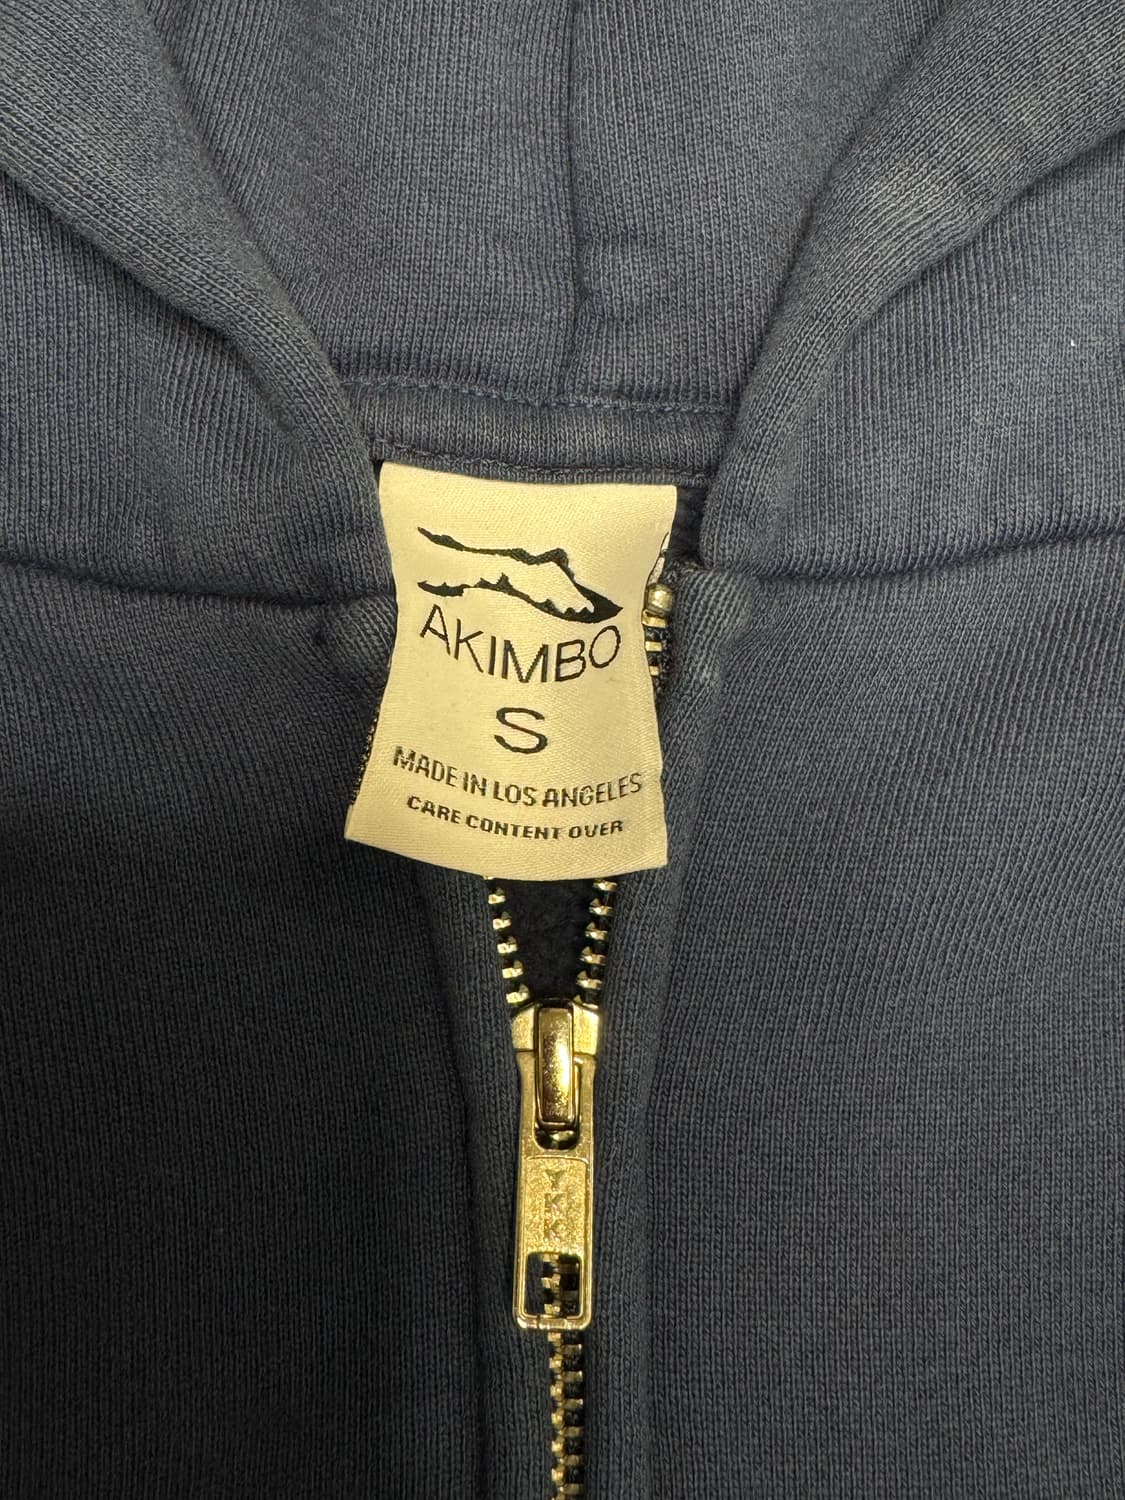 AKIMBO
S
MADE IN LOS ANGELES
CARE CONTENT OVER
YKK